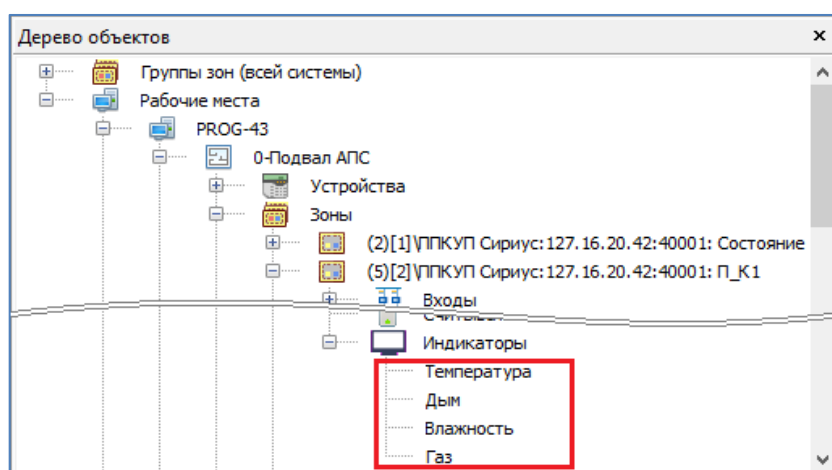 Дерево объектов
Группы зон (всей системы)
Рабочие места
PROG-43
0-Подвал АПС
Устройства
Зоны
(2)[1]\ППКУП Сириус:127.16.20.42:40001: Состояние
(5)[2]\ППКУП Сириус:127.16.20.42:40001: П_К1
Входы
Индикаторы
Температура
Дым
Влажность
Газ